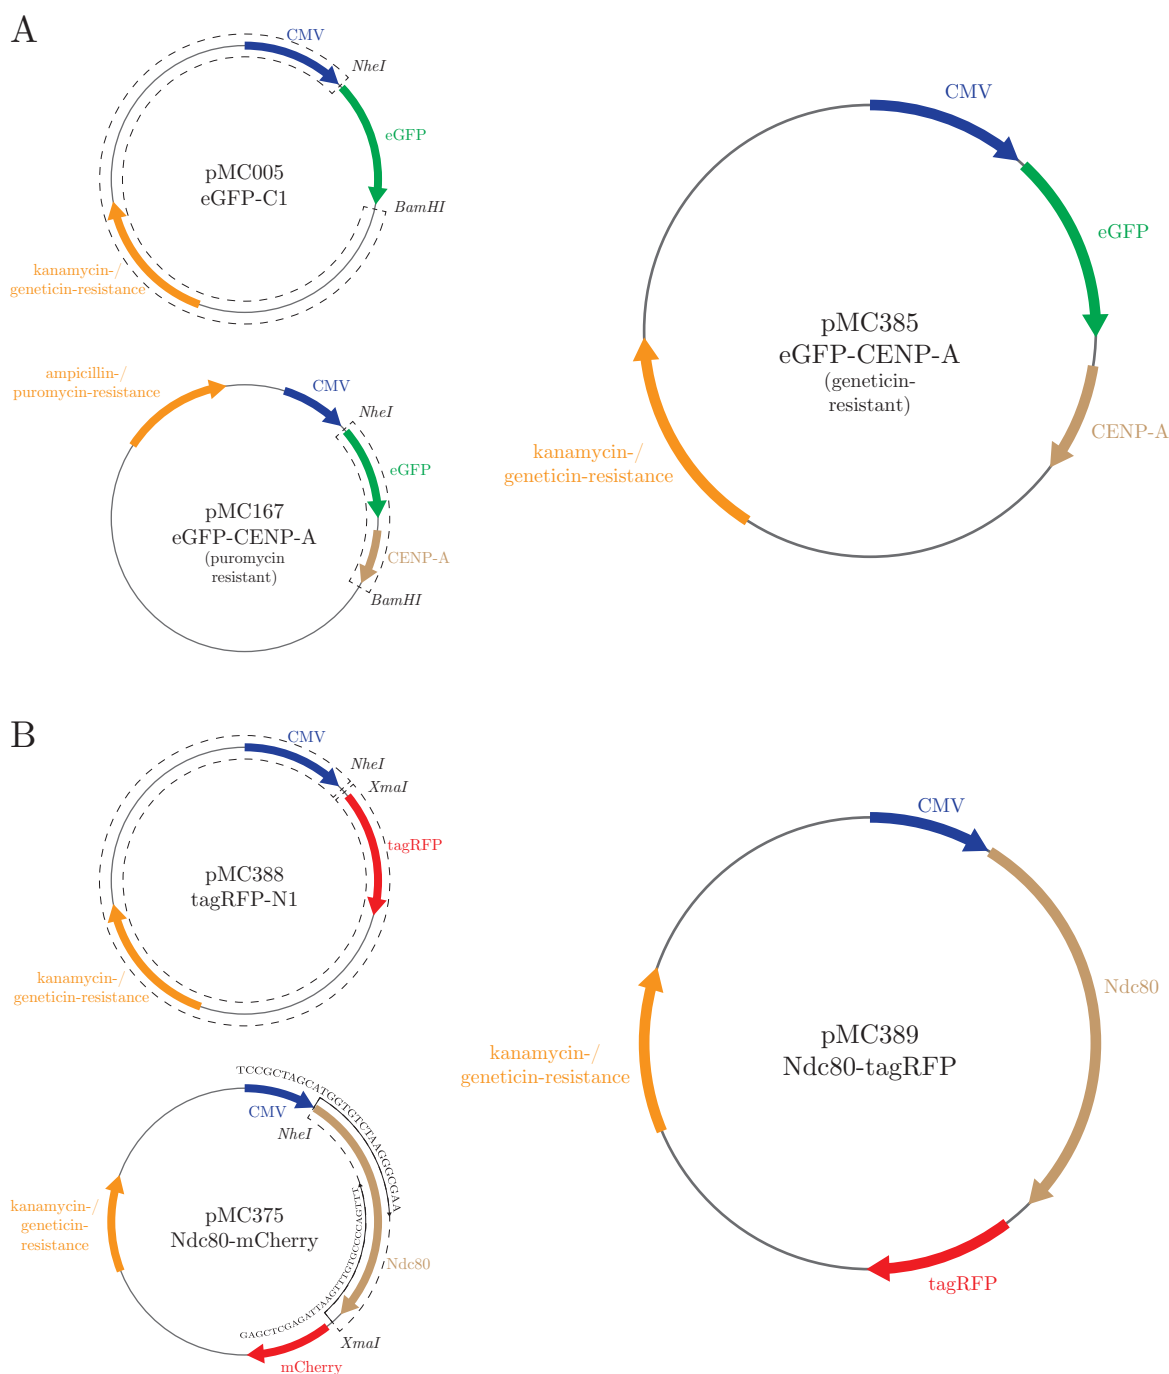 A
CMV
NheI
eGFP
pMC005
eGFP-C1
BamHI
kanamycin-/
geneticin-resistance
ampicillin-/
puromycin-resistance
CMV
NheI
eGFP
pMC167
eGFP-CENP-A
(puromycin
resistant)
CENP-A
BamHI
CMV
eGFP
pMC385
eGFP-CENP-A
(geneticin-
resistant)
CENP-A
kanamycin-/
geneticin-resistance
B
CMV
NheI
XmaI
tagRFP
pMC388
tagRFP-N1
kanamycin-/
geneticin-resistance
TCCGCTAGCATGGTGTCTAAGGGCGAA
CMV
NheI
kanamycin-/
geneticin-
resistance
pMC375
Ndc80-mCherry
Ndc80
GAGCTCGAGATTAAGTTTGTGCCCCAGTTT
XmaI
mCherry
CMV
Ndc80
pMC389
Ndc80-tagRFP
kanamycin-/
geneticin-resistance
tagRFP